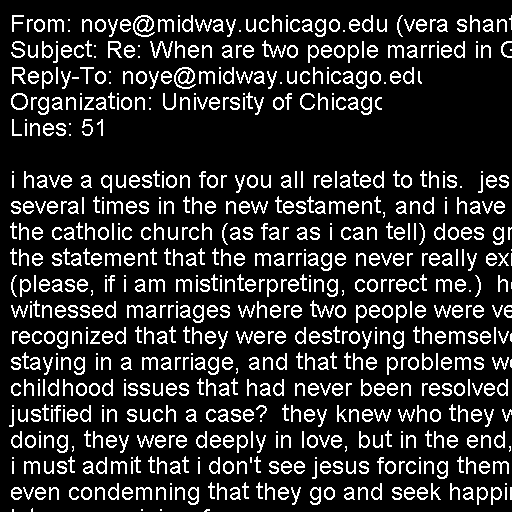 From: noye@midway.uchicago.edu (vera shant
Subject: Re: When are two people married in G
Reply-To: noye@midway.uchicago.edu
Organization: University of Chicago
Lines: 51

i have a question for you all related to this.  jes
several times in the new testament, and i have
the catholic church (as far as i can tell) does gr
the statement that the marriage never really exi
(please, if i am mistinterpreting, correct me.)  h
witnessed marriages where two people were ve
recognized that they were destroying themselve
staying in a marriage, and that the problems we
childhood issues that had never been resolved
justified in such a case?  they knew who they w
doing, they were deeply in love, but in the end,
i must admit that i don't see jesus forcing them
even condemning that they go and seek happi